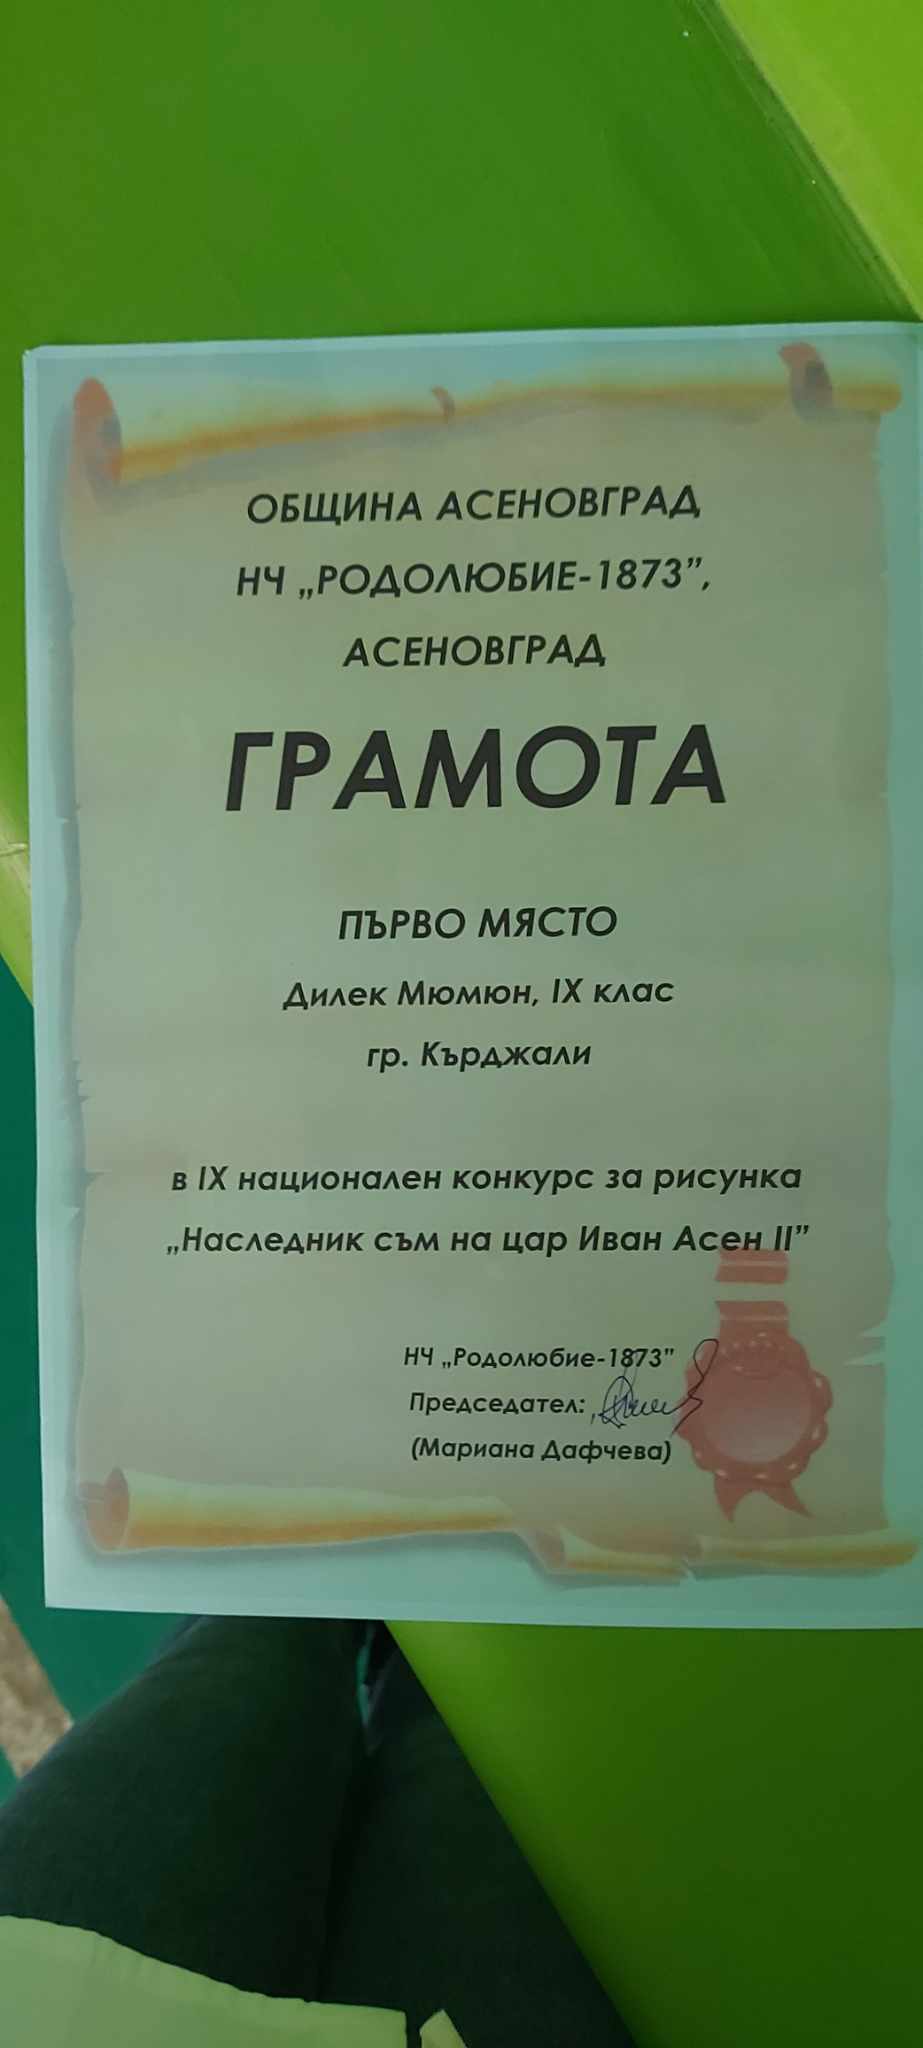 ОБЩИНА АСЕНОВГРАД
НЧ „РОДОЛЮБИЕ-1873”,
АСЕНОВГРАД
ГРАМОТА
ПЪРВО МЯСТО
Дилек Мюмюн, IX клас
гр. Кърджали
в IX национален конкурс за рисунка
„Наследник съм на цар Иван Асен II”
НЧ „Родолюбие-1873”
Председател:
(Мариана Дафчева)